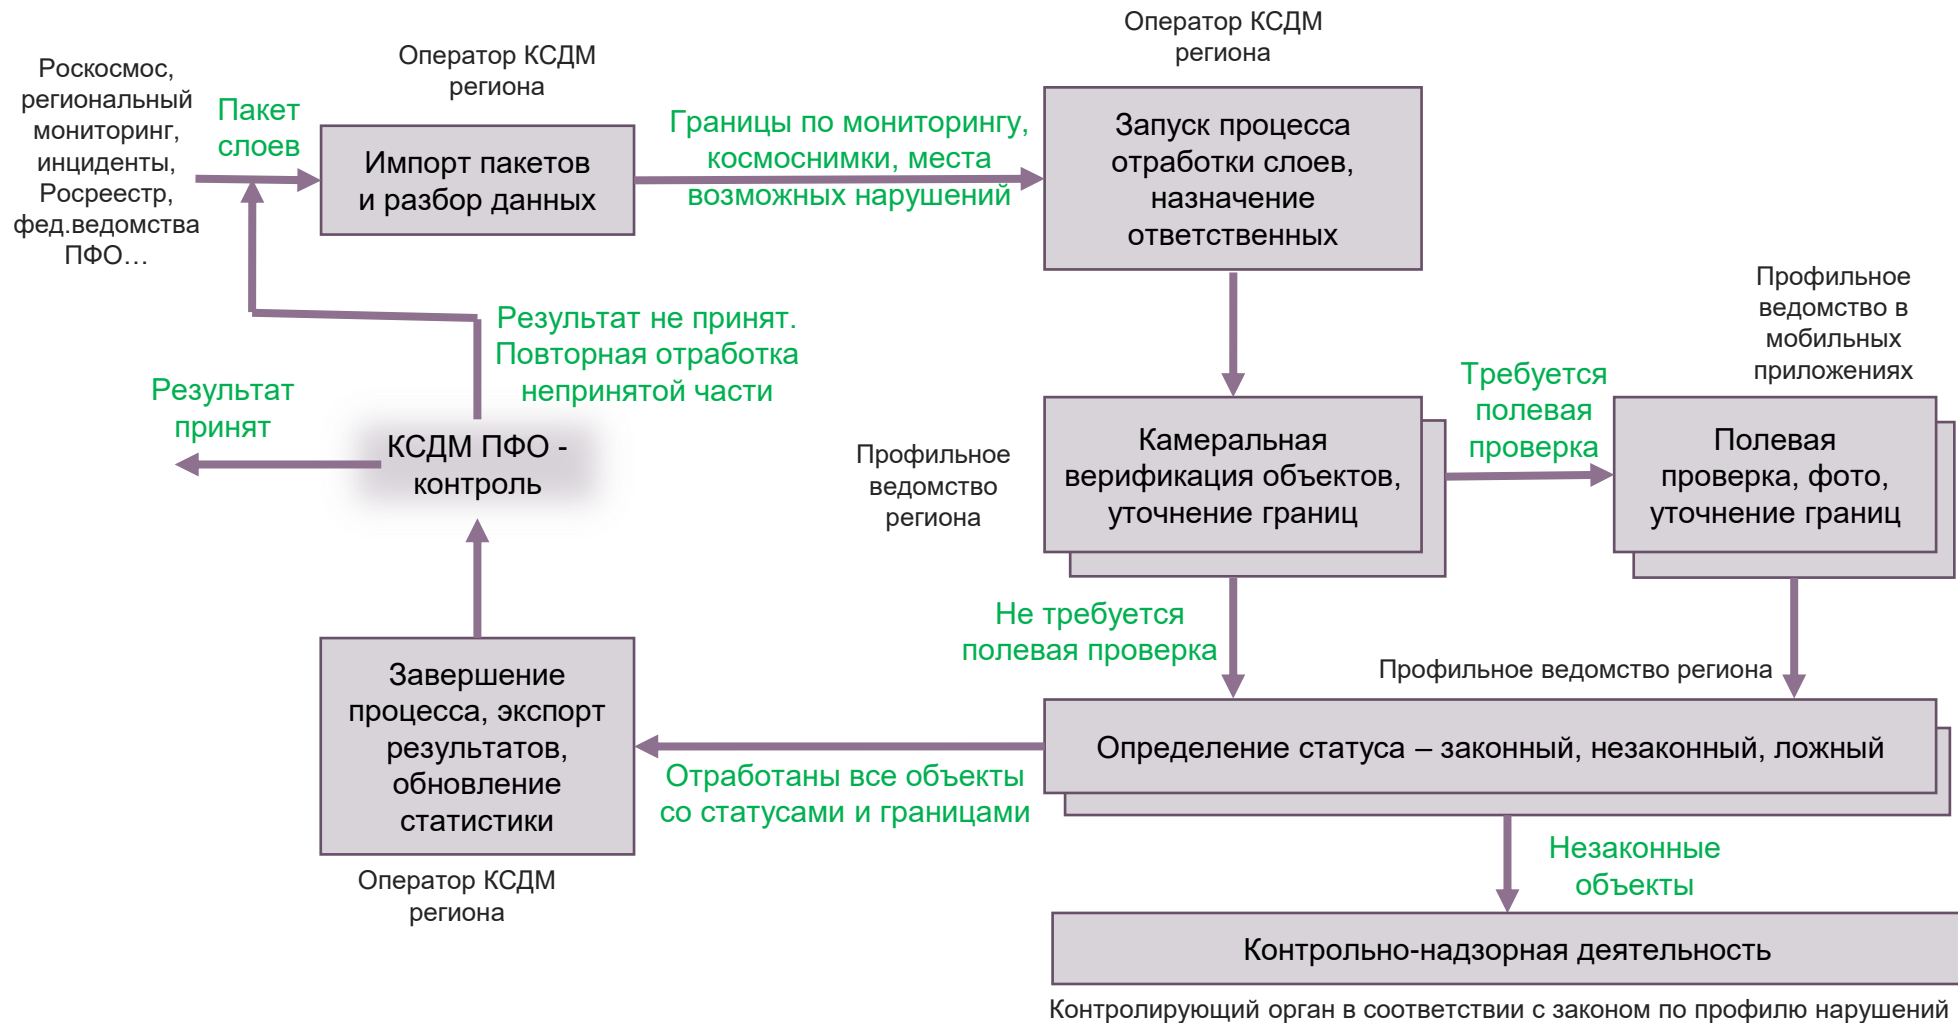 Роскосмос,
региональный
мониторинг,
инциденты,
Росреестр,
фед.ведомства
ПФО…
Пакет
слоев
Оператор КСДМ
региона
Импорт пакетов
и разбор данных
Границы по мониторингу,
космоснимки, места
возможных нарушений
Оператор КСДМ
региона
Запуск процесса
отработки слоев,
назначение
ответственных
Профильное
ведомство в
мобильных
приложениях
Результат не принят.
Повторная отработка
непринятой части
Результат
принят
КСДМ ПФО -
контроль
Профильное
ведомство
региона
Камеральная
верификация объектов,
уточнение границ
Требуется
полевая
проверка
Полевая
проверка, фото,
уточнение границ
Не требуется
полевая проверка
Профильное ведомство региона
Определение статуса – законный, незаконный, ложный
Отработаны все объекты
со статусами и границами
Завершение
процесса, экспорт
результатов,
обновление
статистики
Оператор КСДМ
региона
Незаконные
объекты
Контрольно-надзорная деятельность
Контролирующий орган в соответствии с законом по профилю нарушений